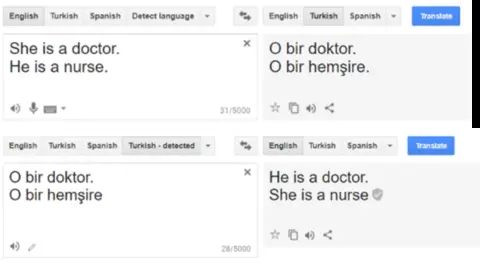 English Turkish Spanish Detect language
English Turkish Spanish Translate
She is a doctor.
He is a nurse.
31/5000
O bir doktor.
O bir hemşire.
English Turkish Spanish Turkish - detected
English Turkish Spanish Translate
O bir doktor.
O bir hemşire
28/5000
He is a doctor.
She is a nurse